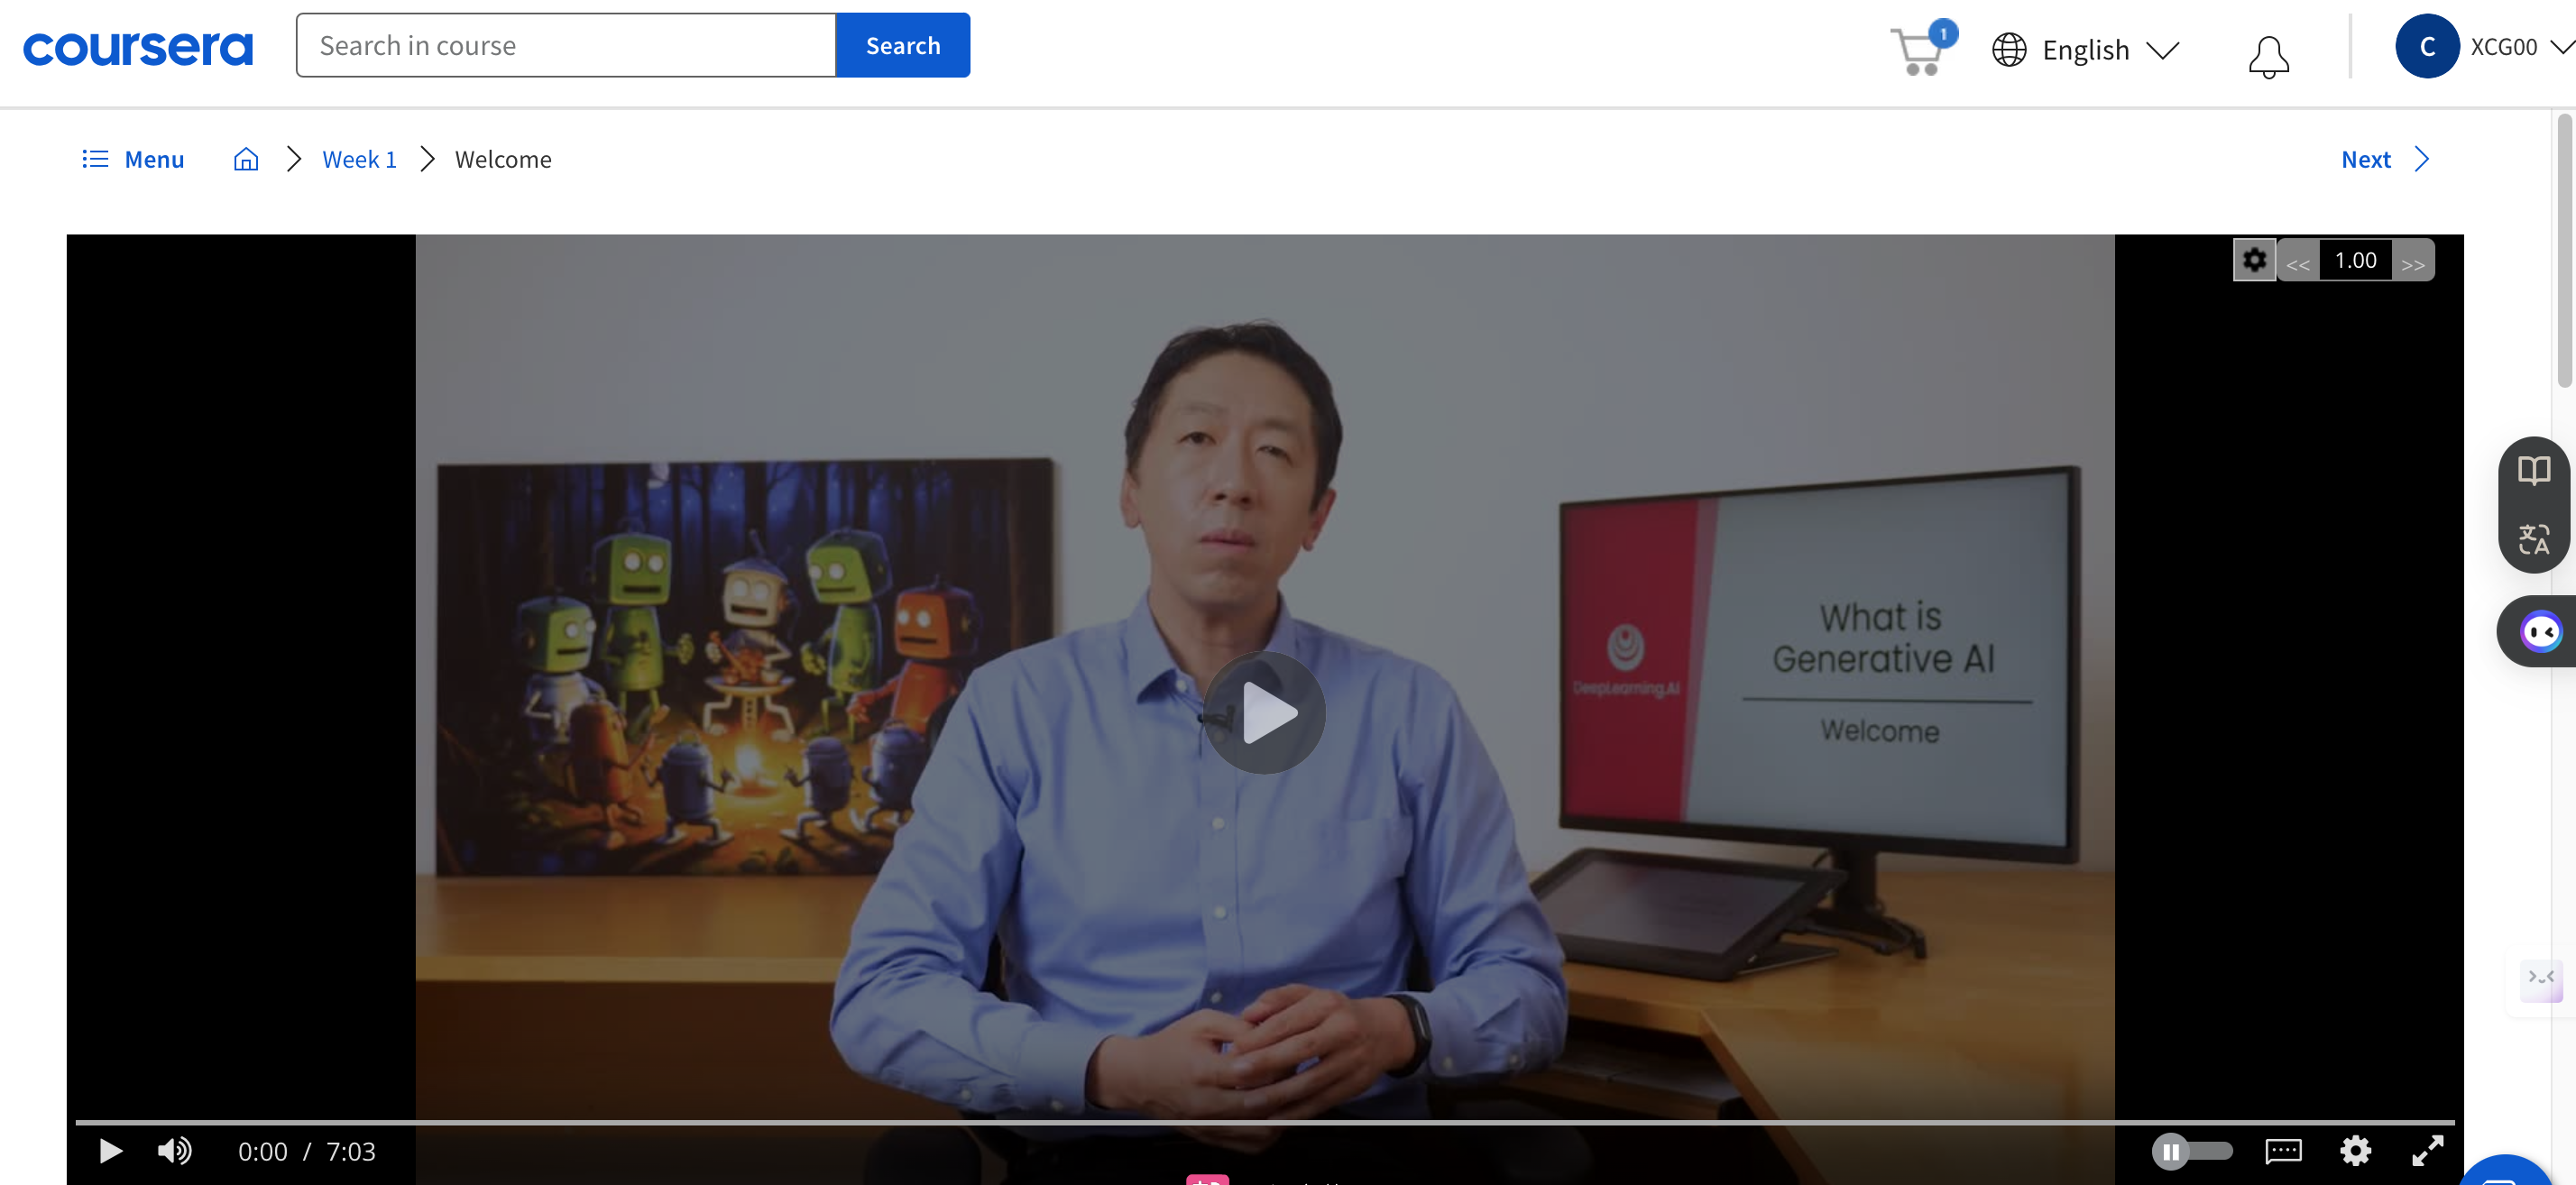 coursera
Search in course
Search
1
English
C
XCG00
Menu
Week 1
Welcome
Next
<< 1.00 >>
What is
Generative AI
DeepLearning.AI
Welcome
0:00 / 7:03